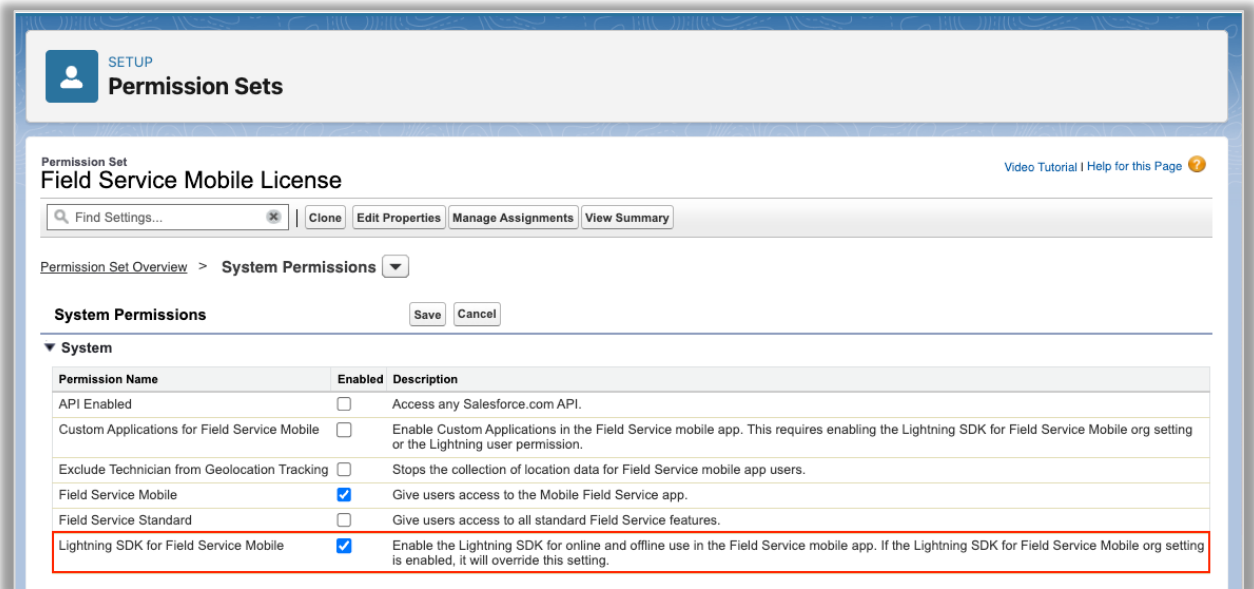 SETUP
Permission Sets
Permission Set
Field Service Mobile License
Video Tutorial | Help for this Page ?
Find Settings... Clone Edit Properties Manage Assignments View Summary
Permission Set Overview > System Permissions
System Permissions Save Cancel
System
Permission Name Enabled Description
API Enabled Access any Salesforce.com API.
Custom Applications for Field Service Mobile Enable Custom Applications in the Field Service mobile app. This requires enabling the Lightning SDK for Field Service Mobile org setting
or the Lightning user permission.
Exclude Technician from Geolocation Tracking Stops the collection of location data for Field Service mobile app users.
Field Service Mobile Give users access to the Mobile Field Service app.
Field Service Standard Give users access to all standard Field Service features.
Lightning SDK for Field Service Mobile Enable the Lightning SDK for online and offline use in the Field Service mobile app. If the Lightning SDK for Field Service Mobile org setting
is enabled, it will override this setting.